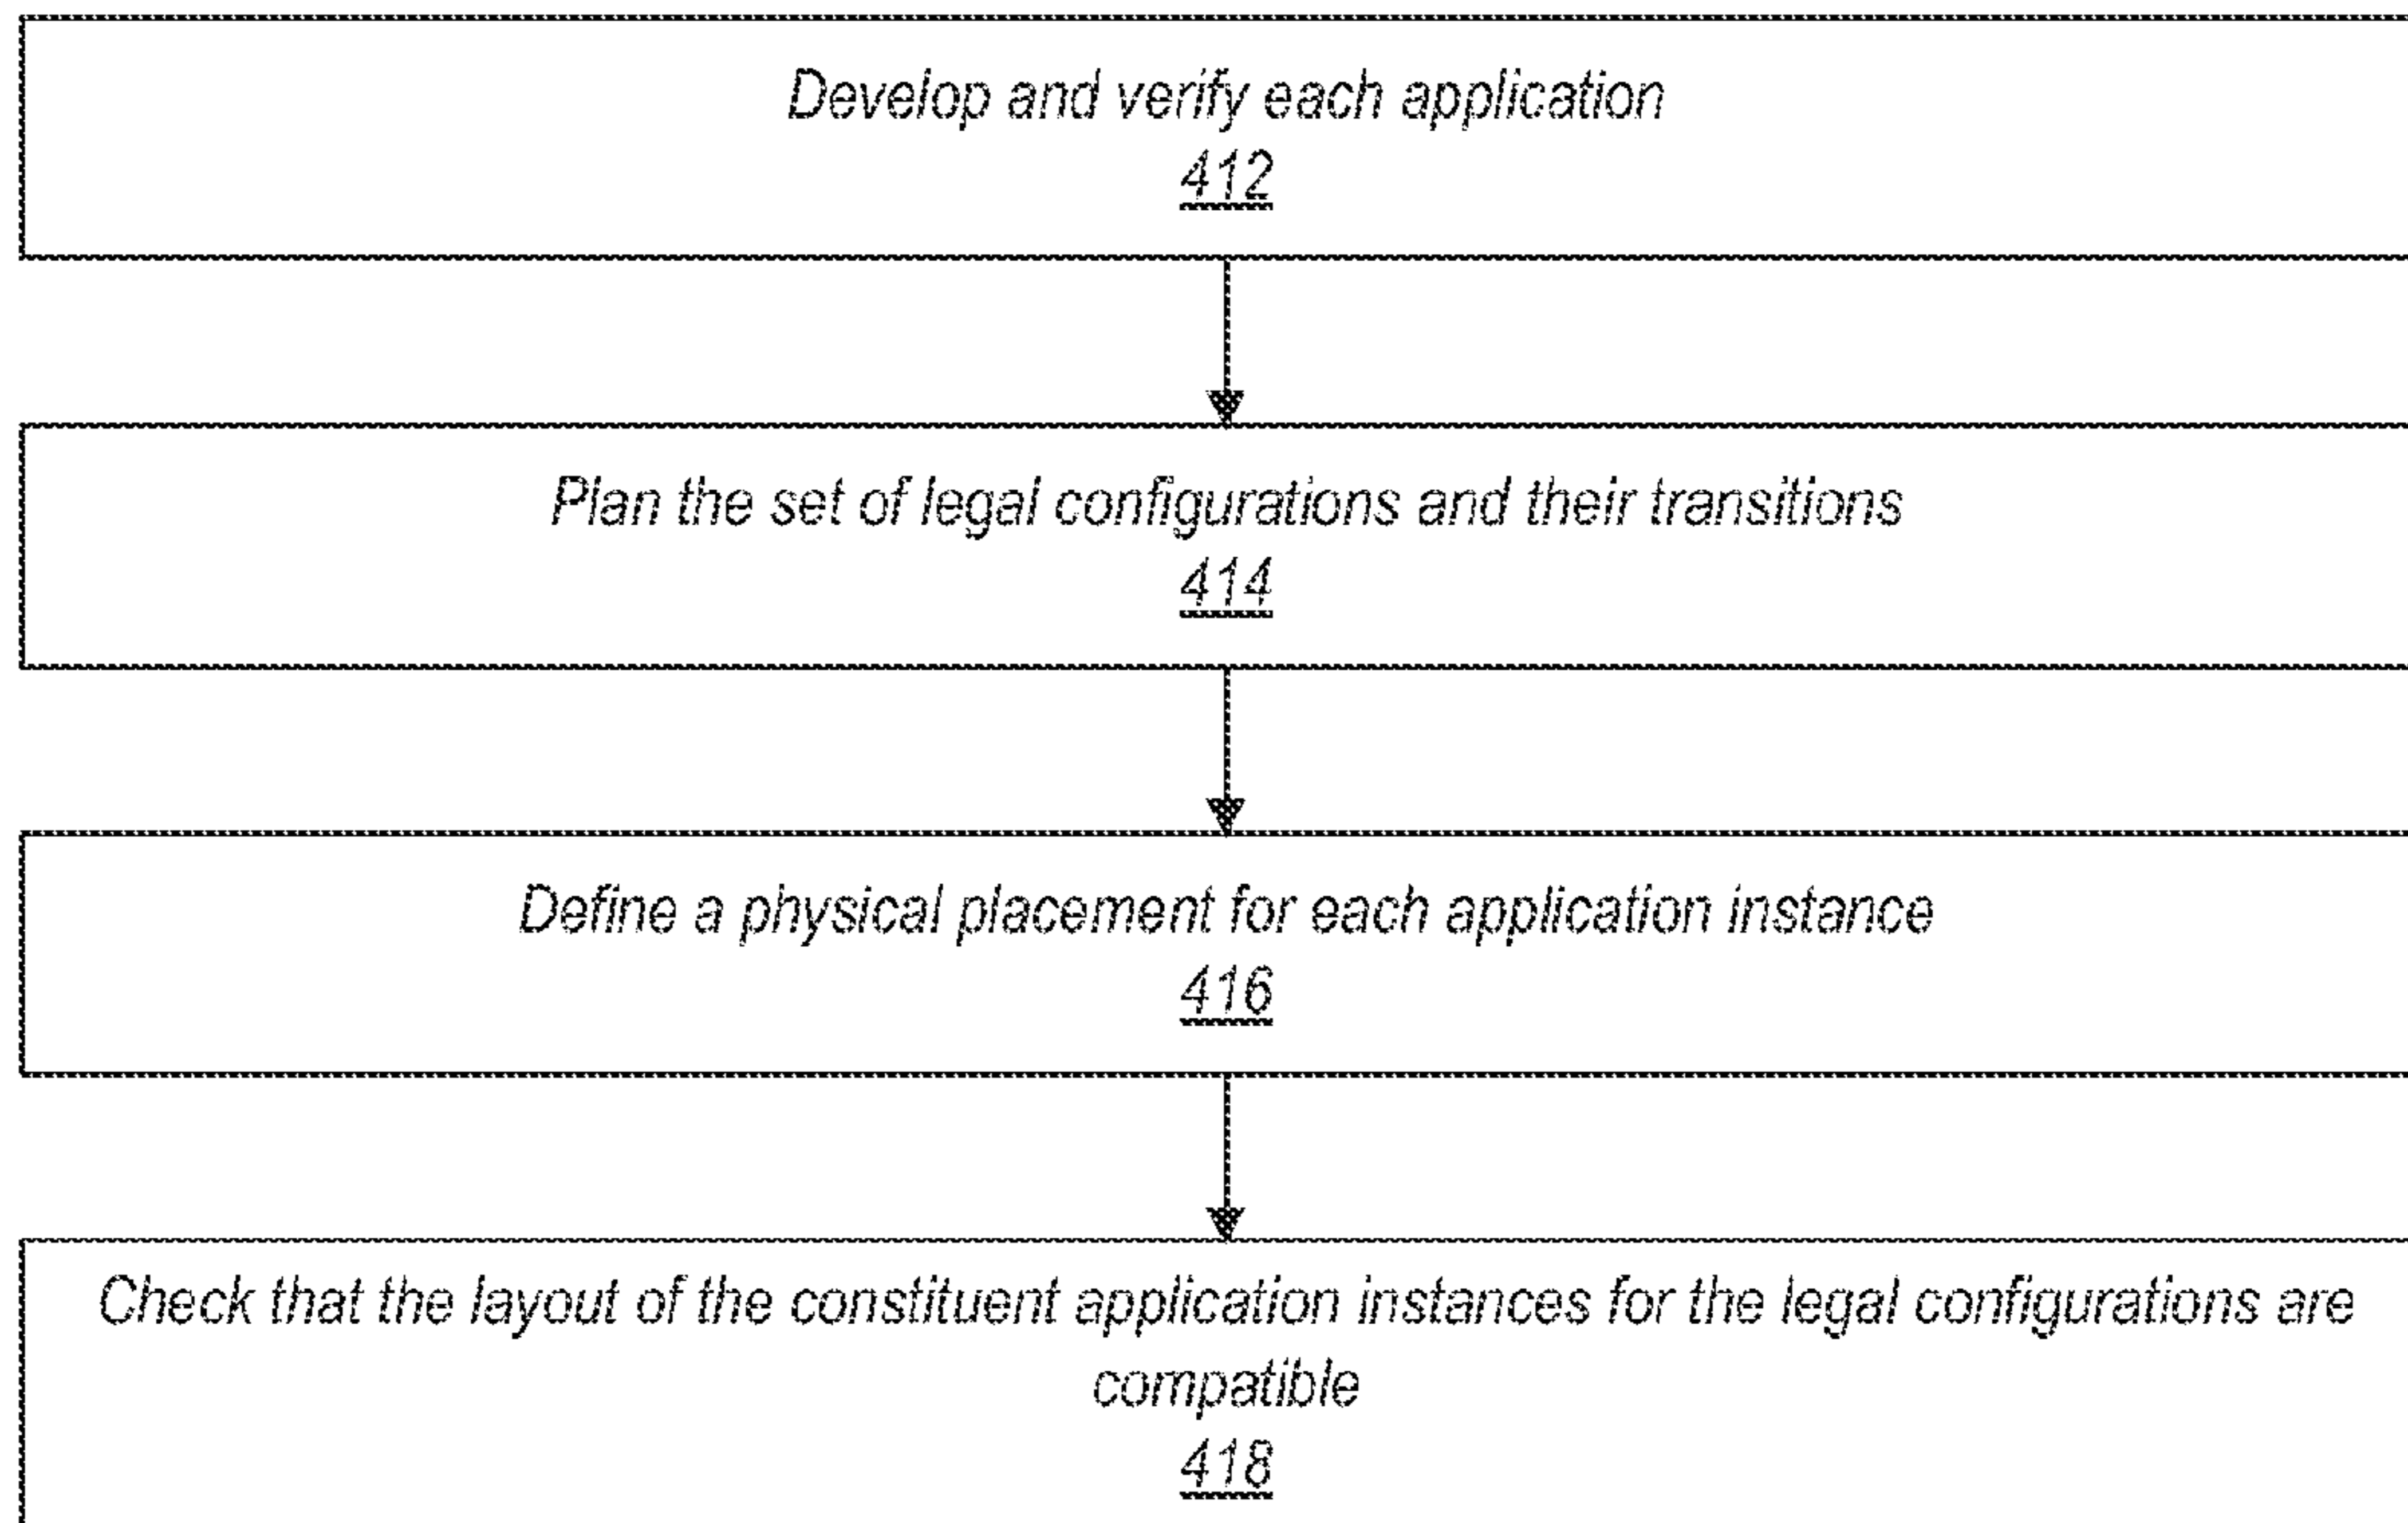 Develop and verify each application
412
Plan the set of legal configurations and their transitions
414
Define a physical placement for each application instance
416
Check that the layout of the constituent application instances for the legal configurations are
compatible
418